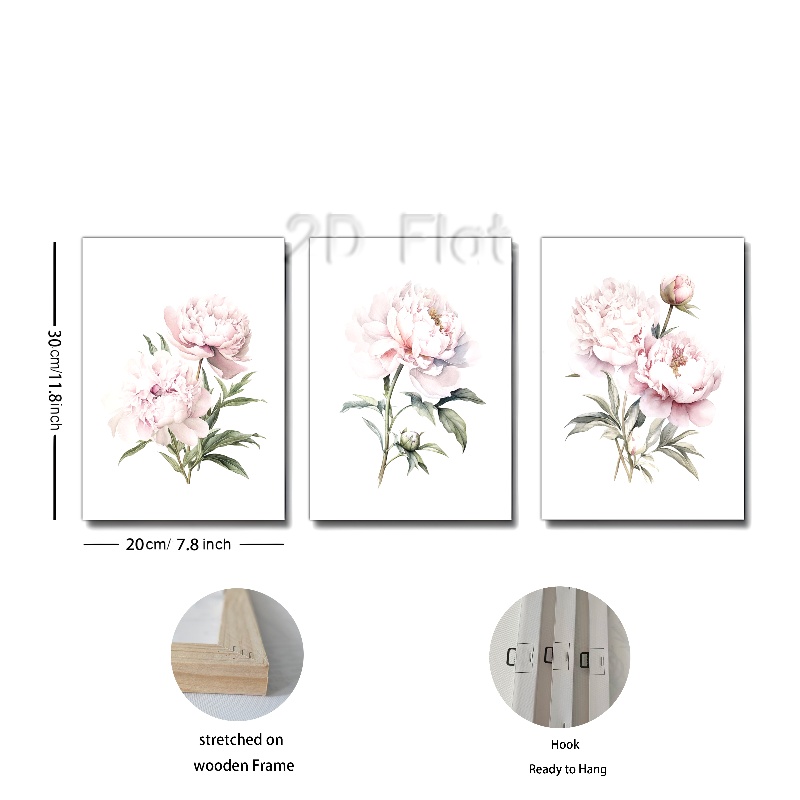 2D Flat
30cm/11.8inch
20cm/ 7.8 inch
stretched on
wooden Frame
Hook
Ready to Hang